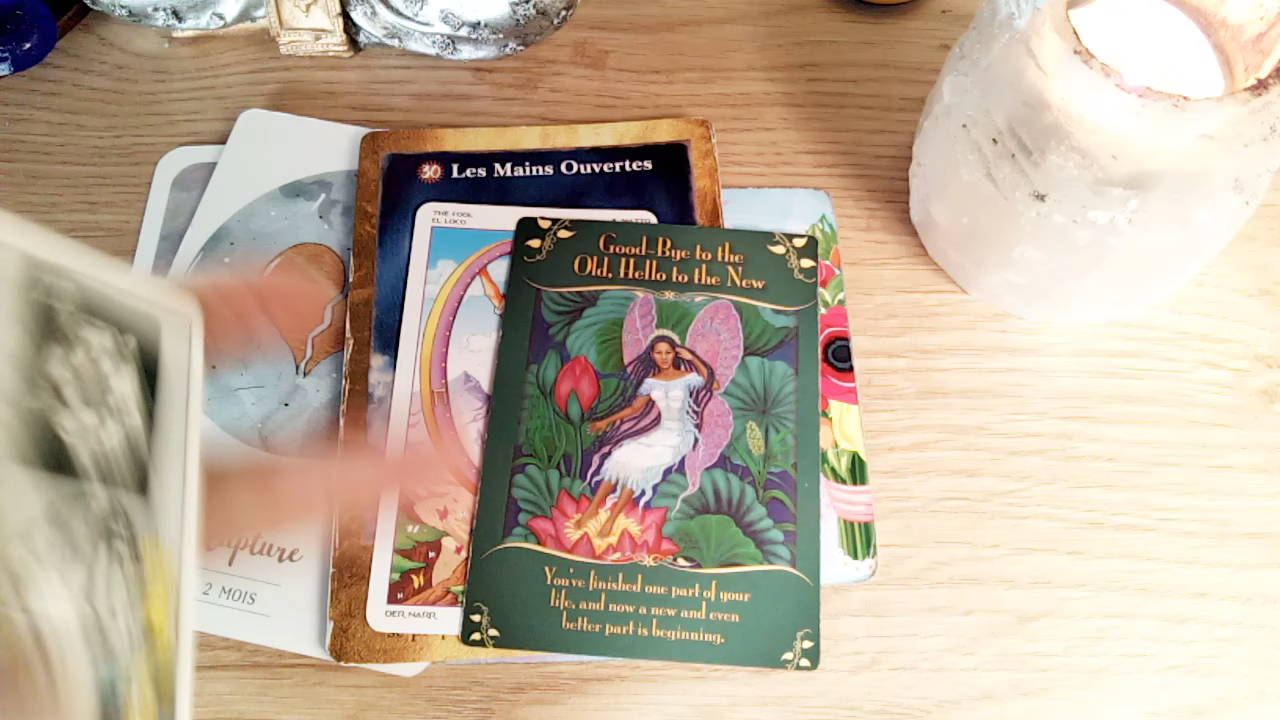 30 Les Mains Ouvertes
THE FOOL
EL LOCO
Good-Bye to the
Old, Hello to the New
You've finished one part of your
life, and now a new and even
better part is beginning.
2 MOIS
DER NARR